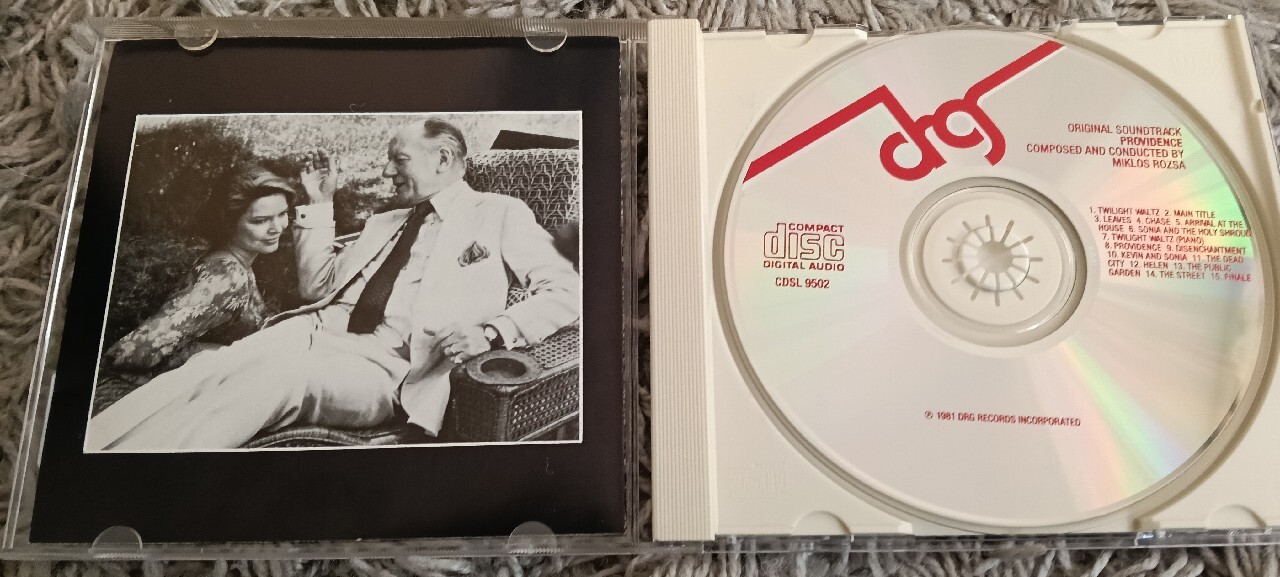 drg
ORIGINAL SOUNDTRACK
PROVIDENCE
COMPOSED AND CONDUCTED BY
MIKLOS ROZSA
COMPACT
disc
DIGITAL AUDIO
CDSL 9502
1. TWILIGHT WALTZ 2. MAIN TITLE
3. LEAVES 4. CHASE 5. ARRIVAL AT THE
HOUSE 6. SONIA AND THE HOLY SHROUD
7. TWILIGHT WALTZ (PIANO)
8. PROVIDENCE 9. DISENCHANTMENT
10. KEVIN AND SONIA 11. THE DEAD
CITY 12. HELEN 13. THE PUBLIC
GARDEN 14. THE STREET 15. FINALE
℗ 1981 DRG RECORDS INCORPORATED